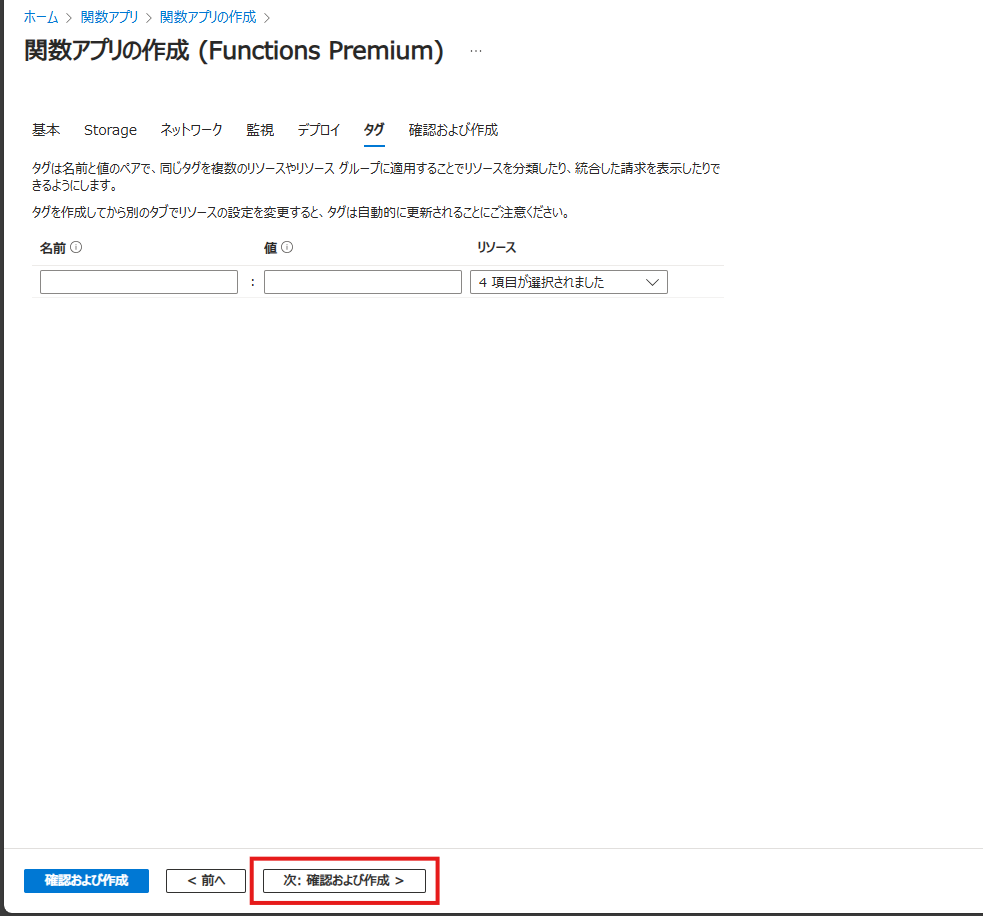 ホーム > 関数アプリ > 関数アプリの作成 >
関数アプリの作成 (Functions Premium) …
基本 Storage ネットワーク 監視 デプロイ タグ 確認および作成
タグは名前と値のペアで、同じタグを複数のリソースやリソース グループに適用することでリソースを分類したり、統合した請求を表示したりで
きるようにします。
タグを作成してから別のタブでリソースの設定を変更すると、タグは自動的に更新されることにご注意ください。
名前 値 リソース
: 4 項目が選択されました
確認および作成 < 前へ 次: 確認および作成 >